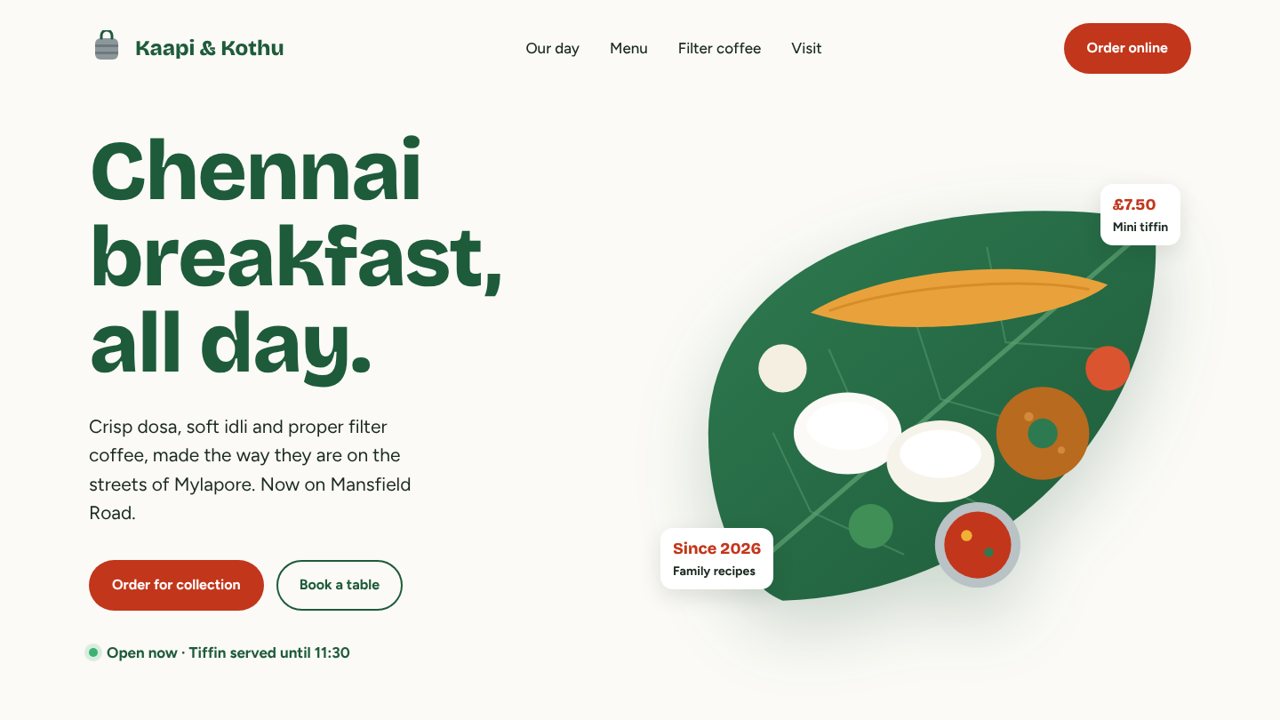 Kaapi & Kothu
Our day
Menu
Filter coffee
Visit
Order online
Chennai
breakfast,
all day.
Crisp dosa, soft idli and proper filter
coffee, made the way they are on the
streets of Mylapore. Now on Mansfield
Road.
Order for collection
Book a table
Open now · Tiffin served until 11:30
£7.50
Mini tiffin
Since 2026
Family recipes